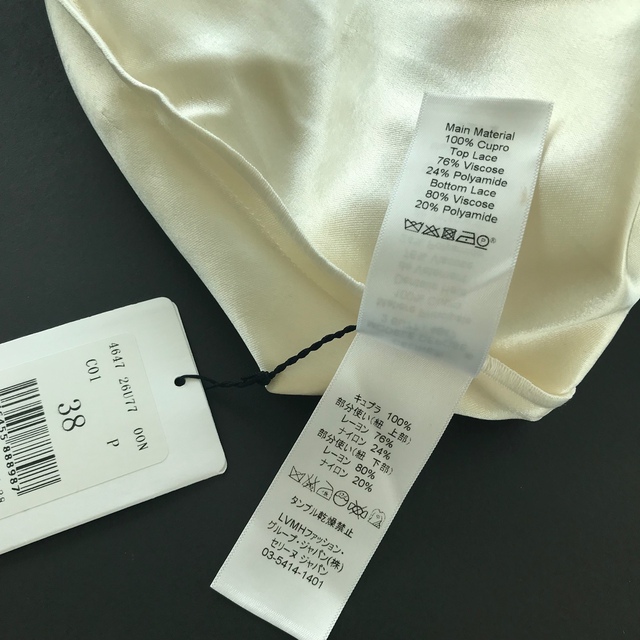 Main Material
100% Cupro
Top Lace
76% Viscose
24% Polyamide
Bottom Lace
80% Viscose
20% Polyamide
キュプラ 100%
部分使い(紐 上部)
レーヨン 76%
ナイロン 24%
部分使い(紐 下部)
レーヨン 80%
ナイロン 20%
タンブル乾燥禁止
LVMHファッション・
グループ・ジャパン(株)
セリーヌ ジャパン
03-5414-1401
4647 26U77 00N
C01
38
P